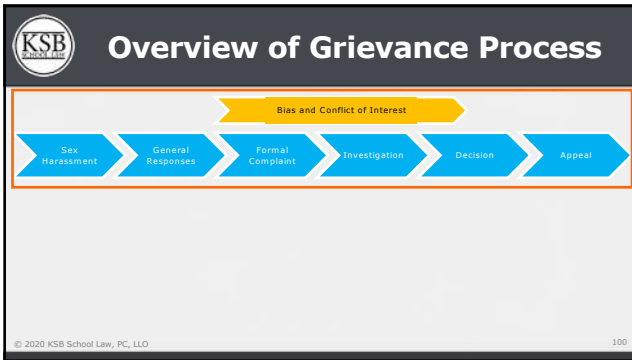 KSB
SCHOOL LAW
Overview of Grievance Process
Bias and Conflict of Interest
Sex
Harassment
General
Responses
Formal
Complaint
Investigation
Decision
Appeal
© 2020 KSB School Law, PC, LLO
100